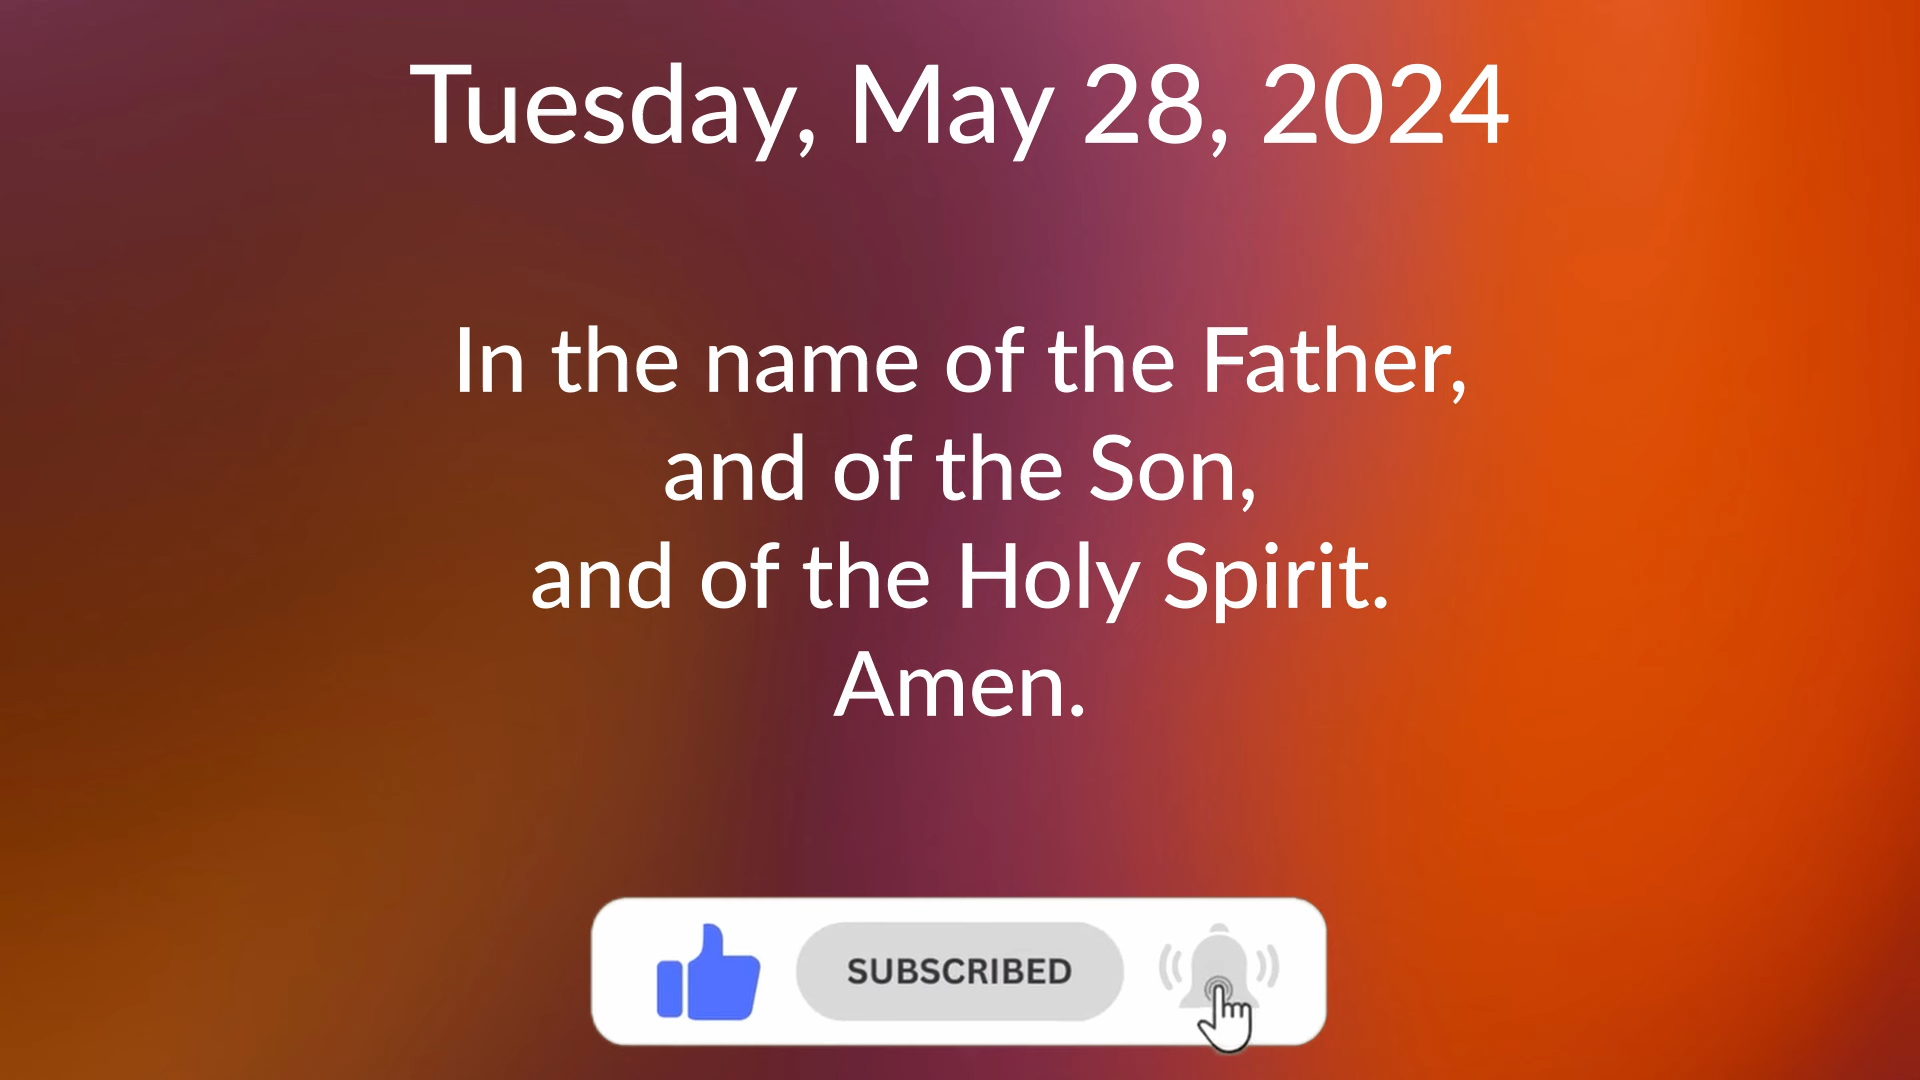 Tuesday, May 28, 2024
In the name of the Father,
and of the Son,
and of the Holy Spirit.
Amen.
SUBSCRIBED